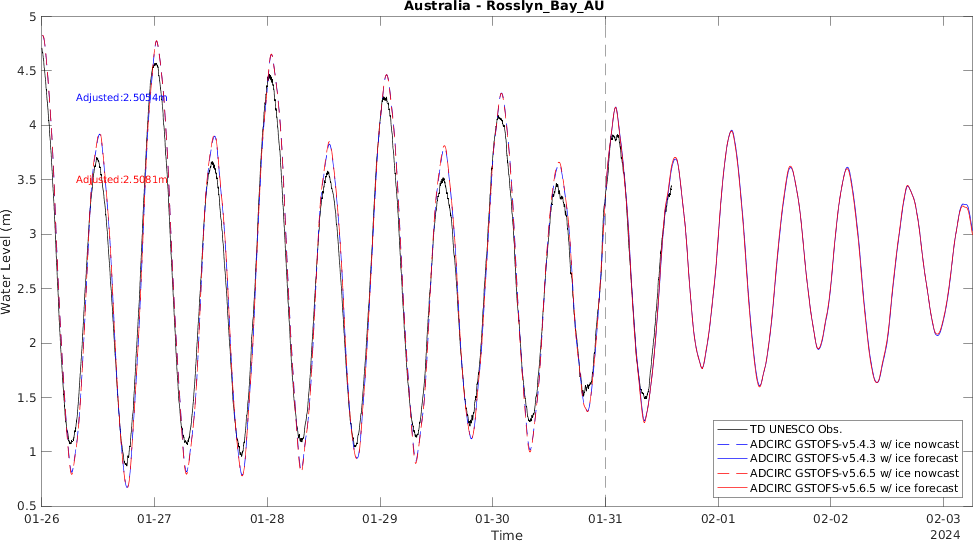 Australia - Rosslyn_Bay_AU
5
4.5
4
3.5
3
2.5
2
1.5
1
0.5
Water Level (m)
Adjusted:2.5054m
Adjusted:2.5081m
TD UNESCO Obs.
ADCIRC GSTOFS-v5.4.3 w/ ice nowcast
ADCIRC GSTOFS-v5.4.3 w/ ice forecast
ADCIRC GSTOFS-v5.6.5 w/ ice nowcast
ADCIRC GSTOFS-v5.6.5 w/ ice forecast
01-26 01-27 01-28 01-29 01-30 01-31 02-01 02-02 02-03
Time
2024